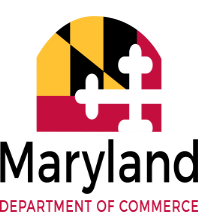 Maryland
DEPARTMENT OF COMMERCE